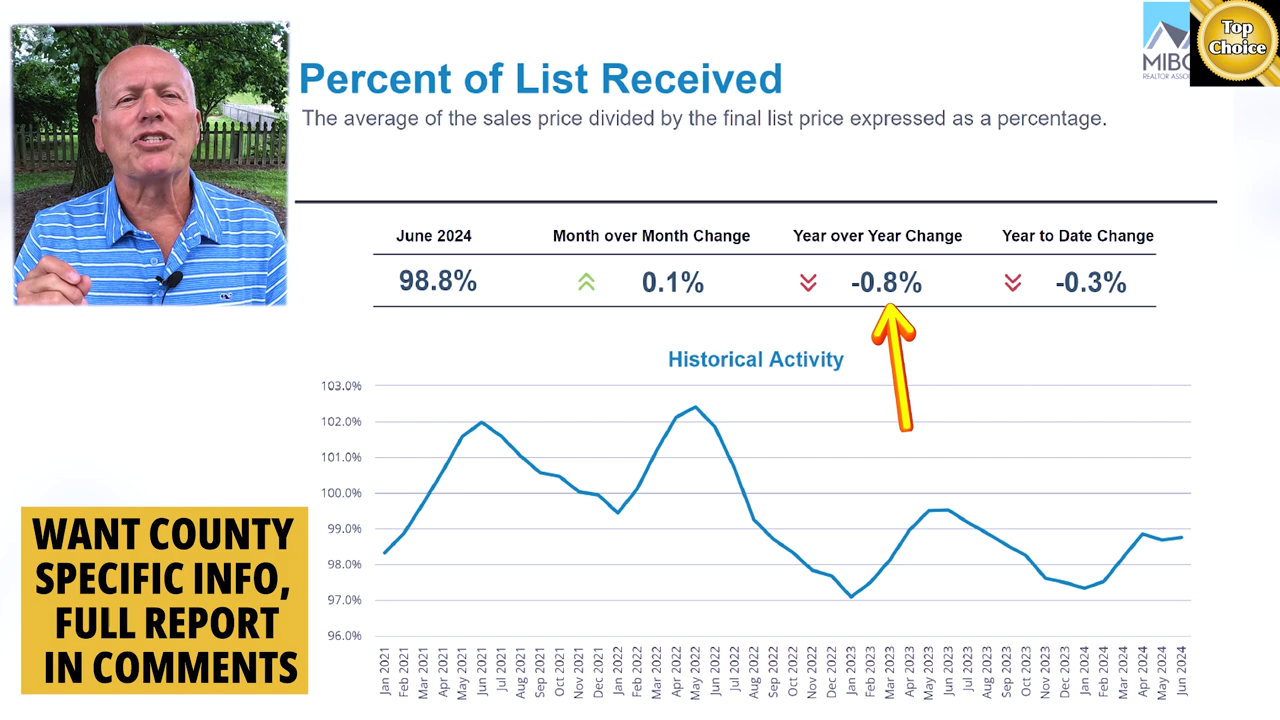 Percent of List Received
The average of the sales price divided by the final list price expressed as a percentage.
Top
Choice
REALTOR
June 2024
Month over Month Change
Year over Year Change
Year to Date Change
98.8%
0.1%
-0.8%
-0.3%
Historical Activity
103.0%
102.0%
101.0%
100.0%
99.0%
98.0%
97.0%
96.0%
Jan 2021
Feb 2021
Mar 2021
Apr 2021
May 2021
Jun 2021
Jul 2021
Aug 2021
Sep 2021
Oct 2021
Nov 2021
Dec 2021
Jan 2022
Feb 2022
Mar 2022
Apr 2022
May 2022
Jun 2022
Jul 2022
Aug 2022
Sep 2022
Oct 2022
Nov 2022
Dec 2022
Jan 2023
Feb 2023
Mar 2023
Apr 2023
May 2023
Jun 2023
Jul 2023
Aug 2023
Sep 2023
Oct 2023
Nov 2023
Dec 2023
Jan 2024
Feb 2024
Mar 2024
Apr 2024
May 2024
Jun 2024
WANT COUNTY
SPECIFIC INFO,
FULL REPORT
IN COMMENTS